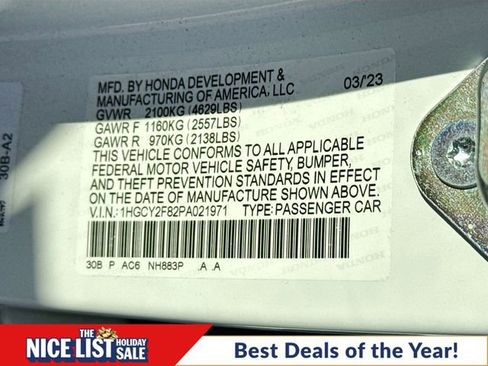 MFD. BY HONDA DEVELOPMENT &
MANUFACTURING OF AMERICA, LLC 03/23
GVWR 2100KG (4629LBS)
GAWR F 1160KG (2557LBS)
GAWR R 970KG (2138LBS)
THIS VEHICLE CONFORMS TO ALL APPLICABLE
FEDERAL MOTOR VEHICLE SAFETY, BUMPER,
AND THEFT PREVENTION STANDARDS IN EFFECT
ON THE DATE OF MANUFACTURE SHOWN ABOVE.
V.I.N.: 1HGCY2F82PA021971 TYPE:PASSENGER CAR
30B P AC6 NH883P .A .A
30B-A2
THE
NICE LIST HOLIDAY
SALE
Best Deals of the Year!